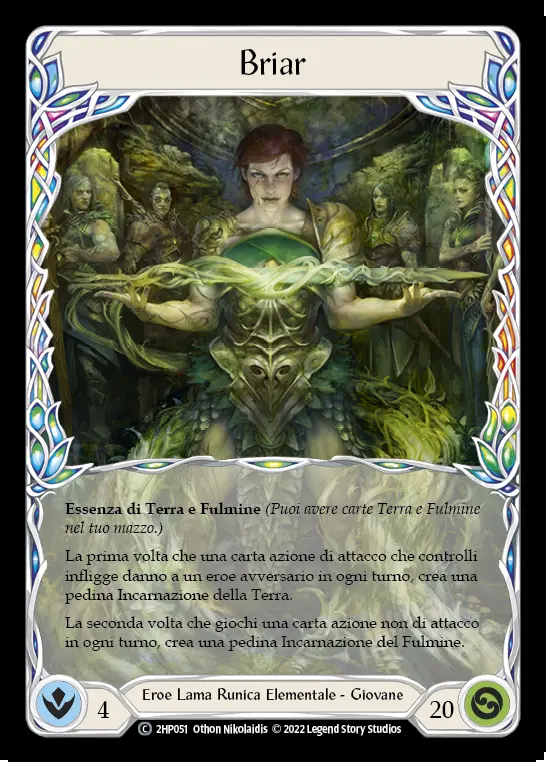 Briar
Essenza di Terra e Fulmine (Puoi avere carte Terra e Fulmine
nel tuo mazzo.)
La prima volta che una carta azione di attacco che controlli
infligge danno a un eroe avversario in ogni turno, crea una
pedina Incarnazione della Terra.
La seconda volta che giochi una carta azione non di attacco
in ogni turno, crea una pedina Incarnazione del Fulmine.
4
Eroe Lama Runica Elementale - Giovane
20
C 2HP051 Othon Nikolaidis © 2022 Legend Story Studios